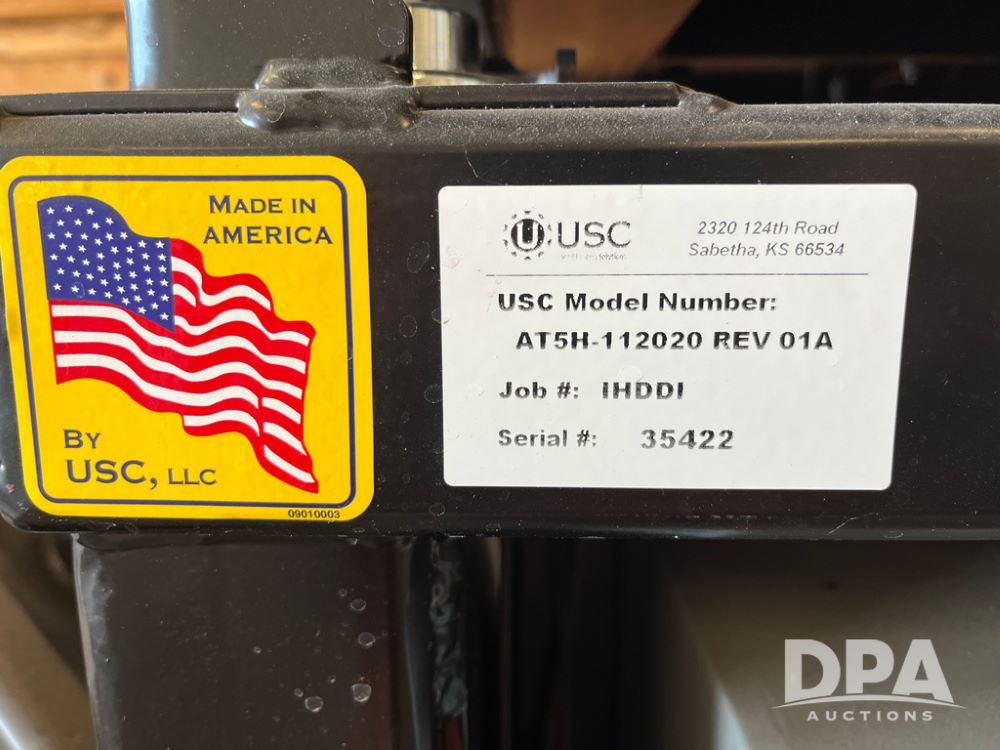 MADE IN
AMERICA
BY
USC, LLC
09010003
U USC
2320 124th Road
Sabetha, KS 66534
USC Model Number:
AT5H-112020 REV 01A
Job #: IHDDI
Serial #: 35422
DPA
AUCTIONS